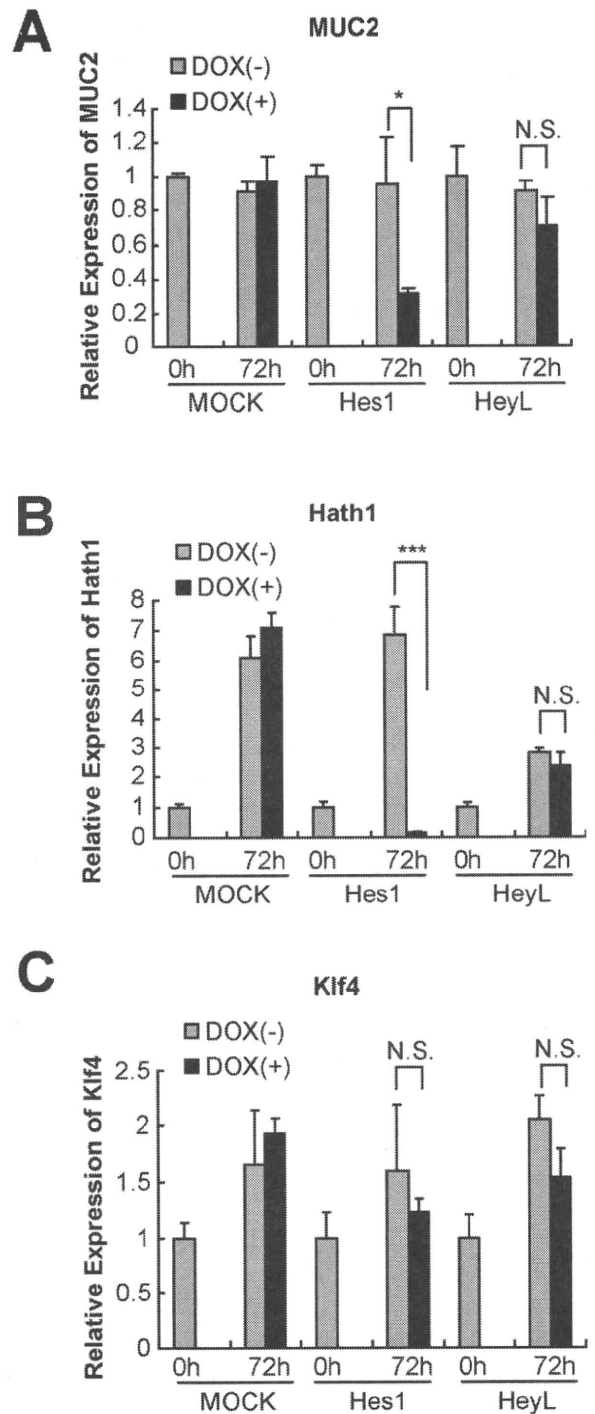 A
MUC2
DOX(-)
DOX(+)
Relative Expression of MUC2
1.4
1.2
1
0.8
0.6
0.4
0.2
0
*
N.S.
0h 72h 0h 72h 0h 72h
MOCK Hes1 HeyL
B
Hath1
DOX(-)
DOX(+)
Relative Expression of Hath1
8
7
6
5
4
3
2
1
0
***
N.S.
0h 72h 0h 72h 0h 72h
MOCK Hes1 HeyL
C
Klf4
DOX(-)
DOX(+)
Relative Expression of Klf4
2.5
2
1.5
1
0.5
0
N.S.
N.S.
0h 72h 0h 72h 0h 72h
MOCK Hes1 HeyL